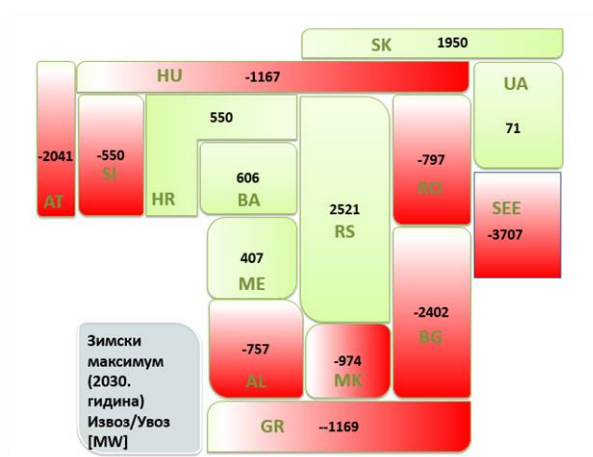 SK 1950
HU -1167
UA
71
550
-2041
-550
SI
AT
HR
606
BA
2521
RS
-797
RO
SEE
-3707
407
ME
-2402
BG
-757
AL
-974
MK
Зимски
максимум
(2030.
гидина)
Извоз/Увоз
[MW]
GR --1169